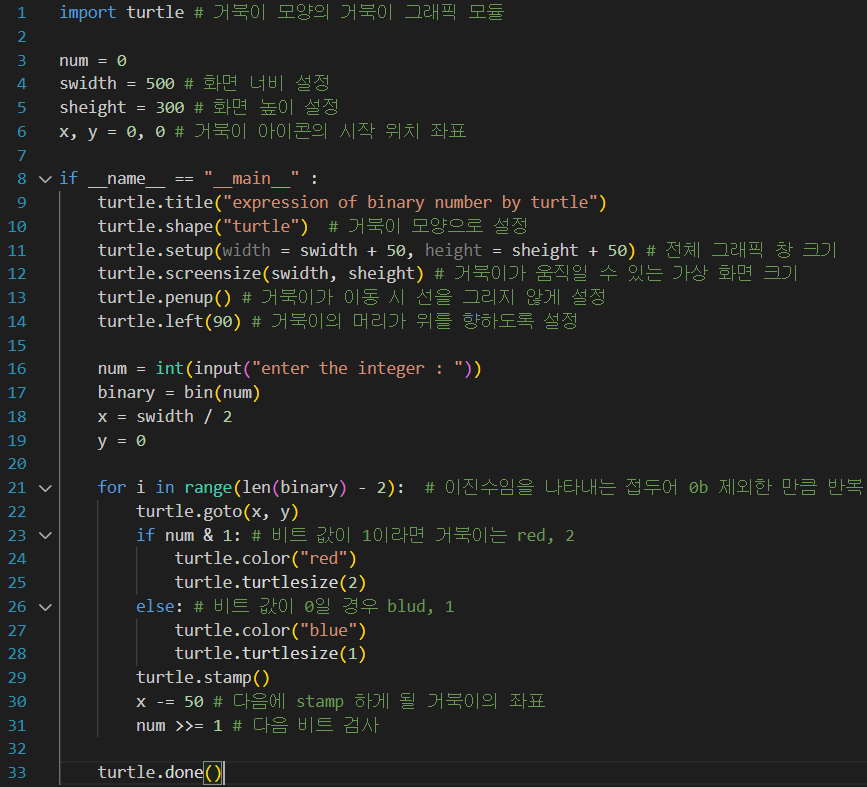 1 import turtle # 거북이 모양의 거북이 그래픽 모듈
2
3 num = 0
4 swidth = 500 # 화면 너비 설정
5 sheight = 300 # 화면 높이 설정
6 x, y = 0, 0 # 거북이 아이콘의 시작 위치 좌표
7
8 if __name__ == "__main__" :
9     turtle.title("expression of binary number by turtle")
10     turtle.shape("turtle")  # 거북이 모양으로 설정
11     turtle.setup(width = swidth + 50, height = sheight + 50) # 전체 그래픽 창 크기
12     turtle.screensize(swidth, sheight) # 거북이가 움직일 수 있는 가상 화면 크기
13     turtle.penup() # 거북이가 이동 시 선을 그리지 않게 설정
14     turtle.left(90) # 거북이의 머리가 위를 향하도록 설정
15
16     num = int(input("enter the integer : "))
17     binary = bin(num)
18     x = swidth / 2
19     y = 0
20
21     for i in range(len(binary) - 2):  # 이진수임을 나타내는 접두어 0b 제외한 만큼 반복
22         turtle.goto(x, y)
23         if num & 1: # 비트 값이 1이라면 거북이는 red, 2
24             turtle.color("red")
25             turtle.turtlesize(2)
26         else: # 비트 값이 0일 경우 blud, 1
27             turtle.color("blue")
28             turtle.turtlesize(1)
29         turtle.stamp()
30         x -= 50 # 다음에 stamp 하게 될 거북이의 좌표
31         num >>= 1 # 다음 비트 검사
32
33     turtle.done()